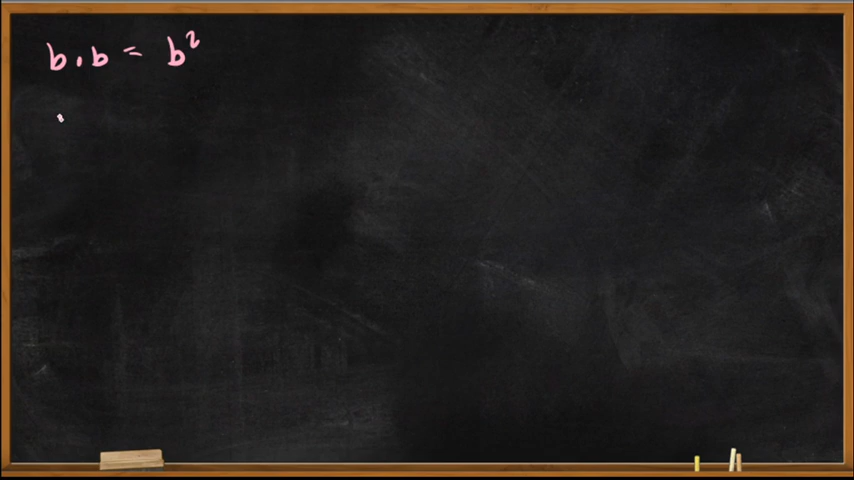 b · b = b²